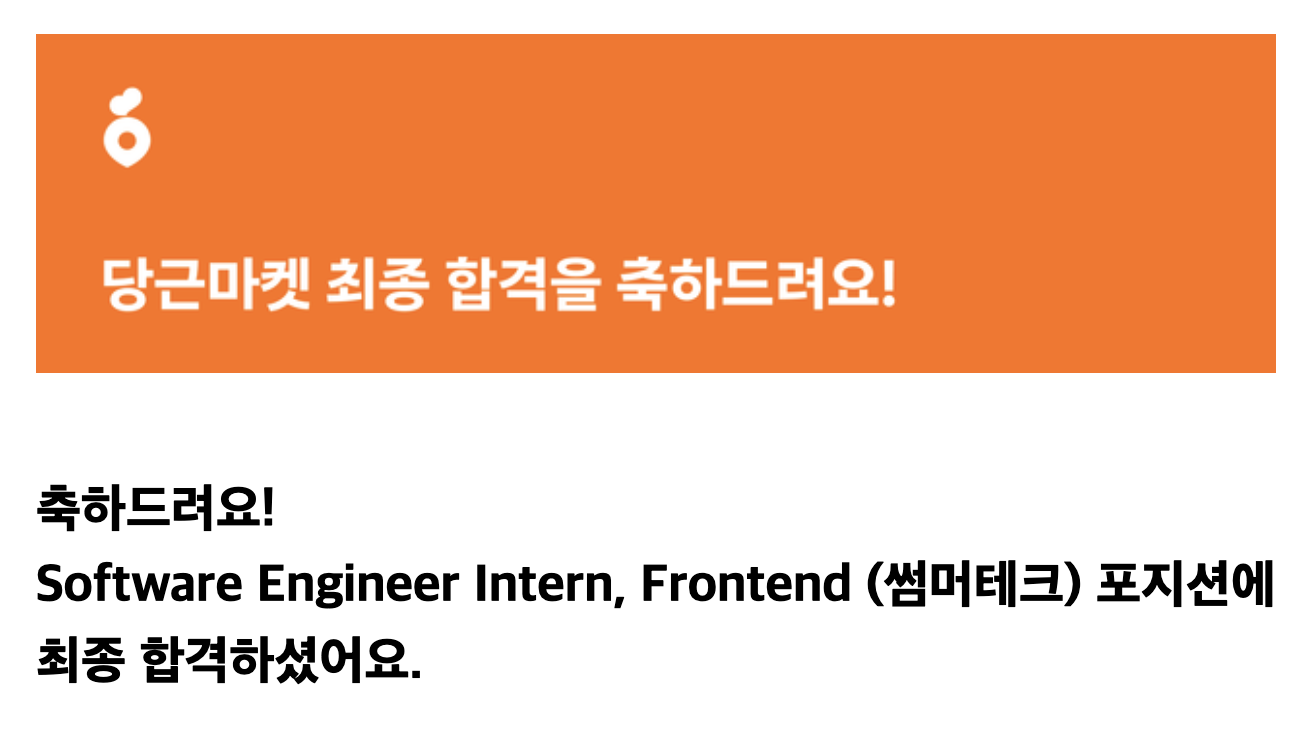 당근마켓 최종 합격을 축하드려요!
축하드려요!
Software Engineer Intern, Frontend (썸머테크) 포지션에
최종 합격하셨어요.